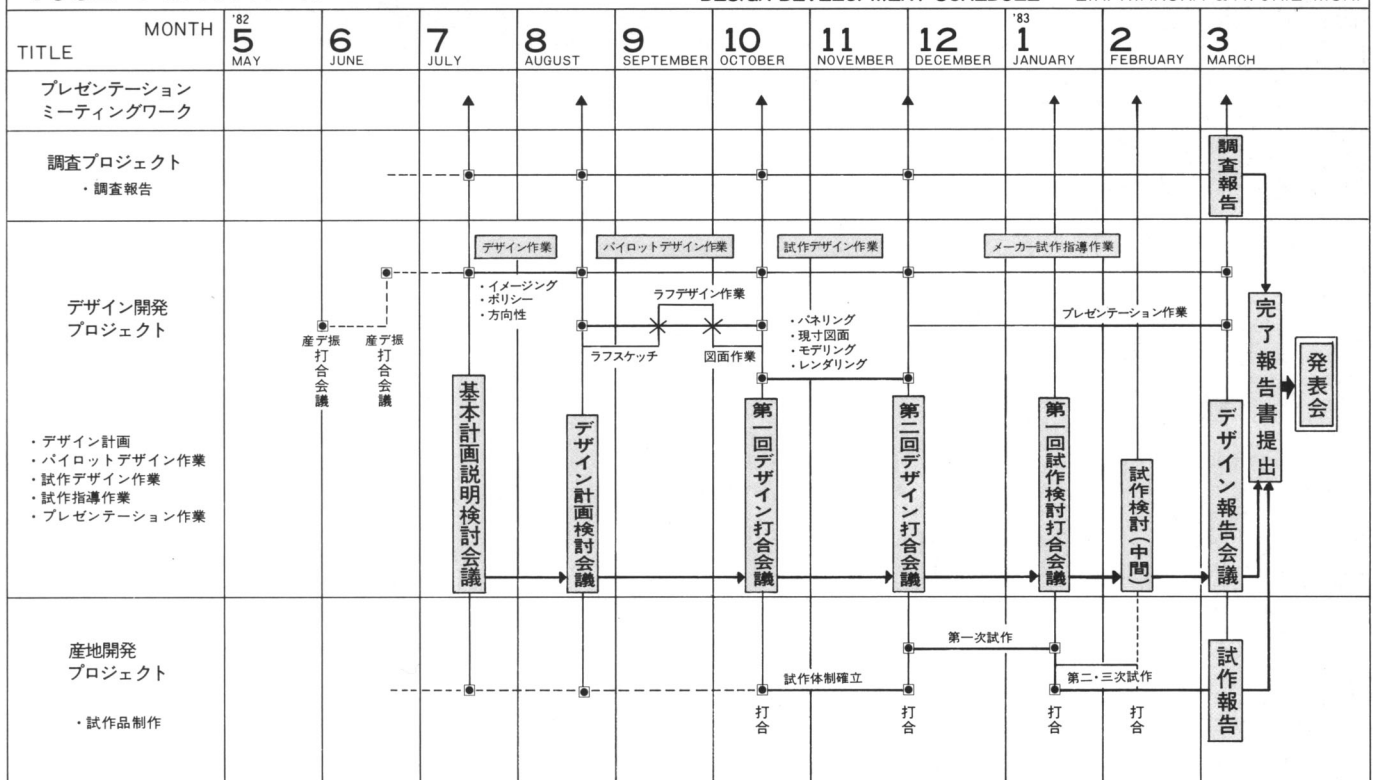 MONTH
TITLE
'82
5
MAY
6
JUNE
7
JULY
8
AUGUST
9
SEPTEMBER
10
OCTOBER
11
NOVEMBER
12
DECEMBER
'83
1
JANUARY
2
FEBRUARY
3
MARCH
プレゼンテーション
ミーティングワーク
調査プロジェクト
・調査報告
調査報告
デザイン開発
プロジェクト
・デザイン計画
・パイロットデザイン作業
・試作デザイン作業
・試作指導作業
・プレゼンテーション作業
デザイン作業
パイロットデザイン作業
試作デザイン作業
メーカー試作指導作業
・イメージング
・ポリシー
・方向性
ラフデザイン作業
ラフスケッチ
図面作業
・パネリング
・現寸図面
・モデリング
・レンダリング
プレゼンテーション作業
産デ振
打合会議
産デ振
打合会議
基本計画説明検討会議
デザイン計画検討会議
第一回デザイン打合会議
第二回デザイン打合会議
第一回試作検討打合会議
試作検討(中間)
デザイン報告会議
完了報告書提出
発表会
産地開発
プロジェクト
・試作品制作
試作体制確立
第一次試作
第二・三次試作
打合
打合
打合
打合
試作報告